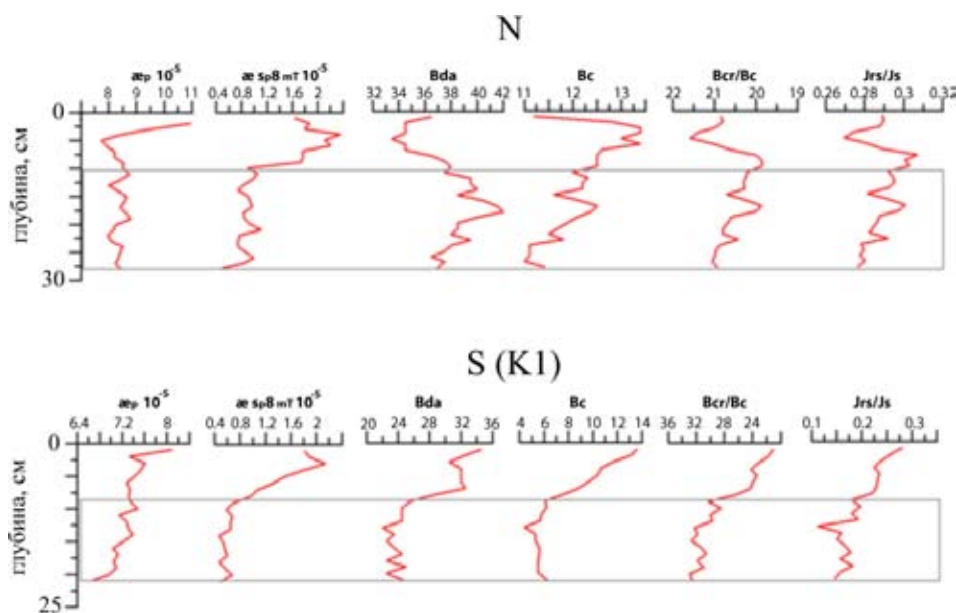 N
æp 10⁻⁵ æ sp8 mT 10⁻⁵ Bda Bc Bcr/Bc Jrs/Js
8 9 10 11 0.4 0.8 1.6 2 32 34 36 38 40 42 11 12 13 22 21 20 19 0,26 0,28 0,3 0,32
0
глубина, см
30
S (K1)
æp 10⁻⁵ æ sp8 mT 10⁻⁵ Bda Bc Bcr/Bc Jrs/Js
6.4 7.2 8 0.4 0.8 1.6 2 20 24 28 32 36 4 6 8 10 12 14 36 32 28 24 0.1 0.2 0.3
0
глубина, см
25